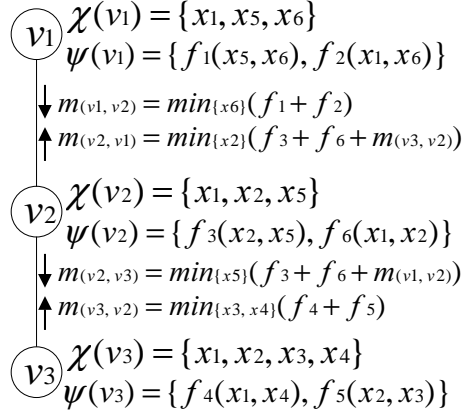 v1 χ(v1) = {x1, x5, x6}
ψ(v1) = {f1(x5, x6), f2(x1, x6)}
m(v1, v2) = min{x6}(f1 + f2)
m(v2, v1) = min{x2}(f3 + f6 + m(v3, v2))
v2 χ(v2) = {x1, x2, x5}
ψ(v2) = {f3(x2, x5), f6(x1, x2)}
m(v2, v3) = min{x5}(f3 + f6 + m(v1, v2))
m(v3, v2) = min{x3, x4}(f4 + f5)
v3 χ(v3) = {x1, x2, x3, x4}
ψ(v3) = {f4(x1, x4), f5(x2, x3)}